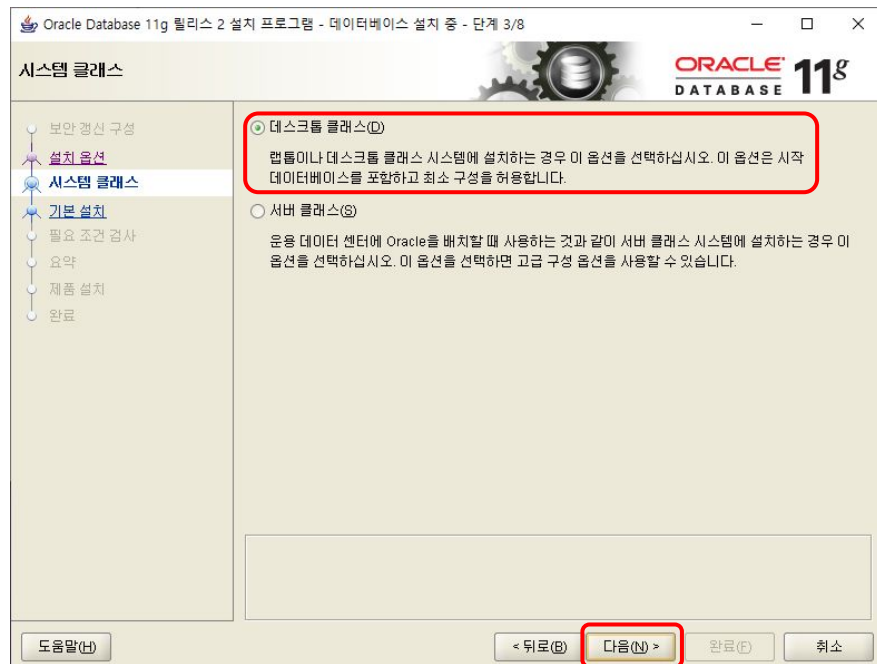 Oracle Database 11g 릴리스 2 설치 프로그램 - 데이터베이스 설치 중 - 단계 3/8
시스템 클래스
ORACLE
DATABASE
11g
보안 갱신 구성
설치 옵션
시스템 클래스
기본 설치
필요 조건 검사
요약
제품 설치
완료
데스크톱 클래스(D)
랩톱이나 데스크톱 클래스 시스템에 설치하는 경우 이 옵션을 선택하십시오. 이 옵션은 시작
데이터베이스를 포함하고 최소 구성을 허용합니다.
서버 클래스(S)
운용 데이터 센터에 Oracle을 배치할 때 사용하는 것과 같이 서버 클래스 시스템에 설치하는 경우 이
옵션을 선택하십시오. 이 옵션을 선택하면 고급 구성 옵션을 사용할 수 있습니다.
도움말(H)
< 뒤로(B)
다음(N) >
완료(F)
취소